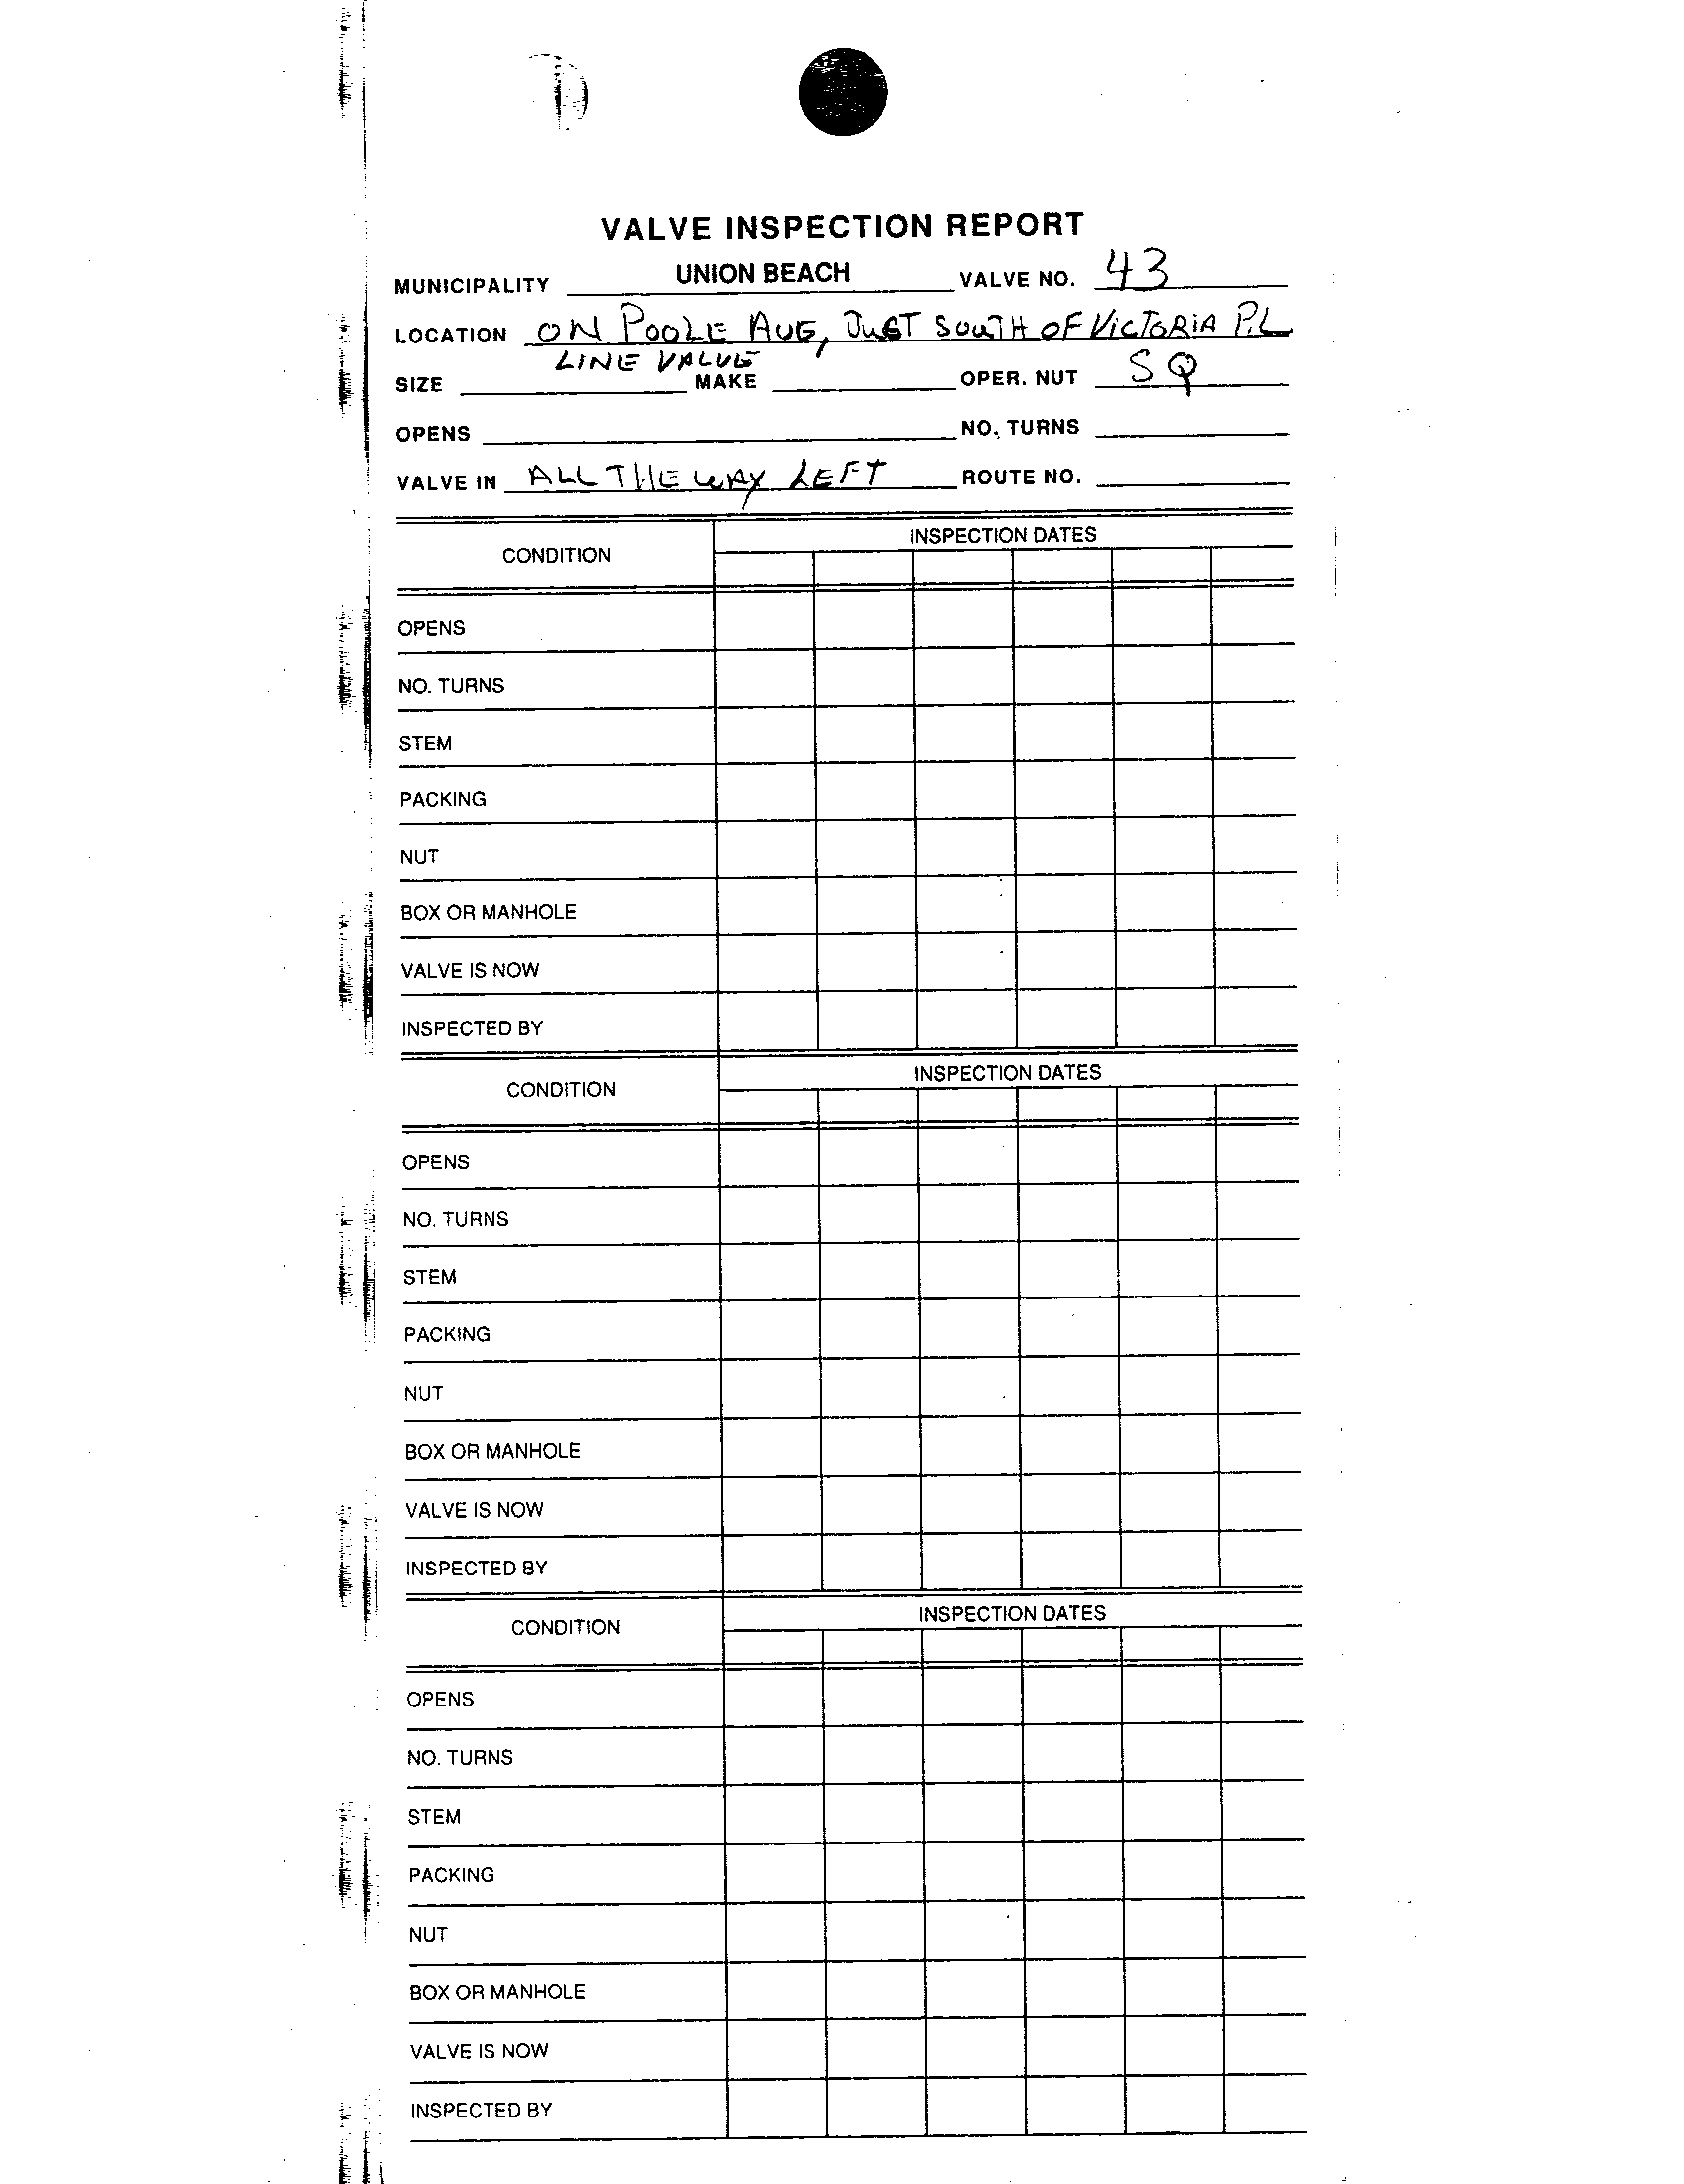 VALVE INSPECTION REPORT
MUNICIPALITY UNION BEACH VALVE NO. 43
LOCATION ON POOLE AVE, JUST SOUTH OF VICTORIA PL
LINE VALVE
SIZE MAKE OPER. NUT SQ
OPENS NO. TURNS
VALVE IN ALL THE WAY LEFT ROUTE NO.
CONDITION INSPECTION DATES
OPENS
NO. TURNS
STEM
PACKING
NUT
BOX OR MANHOLE
VALVE IS NOW
INSPECTED BY
CONDITION INSPECTION DATES
OPENS
NO. TURNS
STEM
PACKING
NUT
BOX OR MANHOLE
VALVE IS NOW
INSPECTED BY
CONDITION INSPECTION DATES
OPENS
NO. TURNS
STEM
PACKING
NUT
BOX OR MANHOLE
VALVE IS NOW
INSPECTED BY